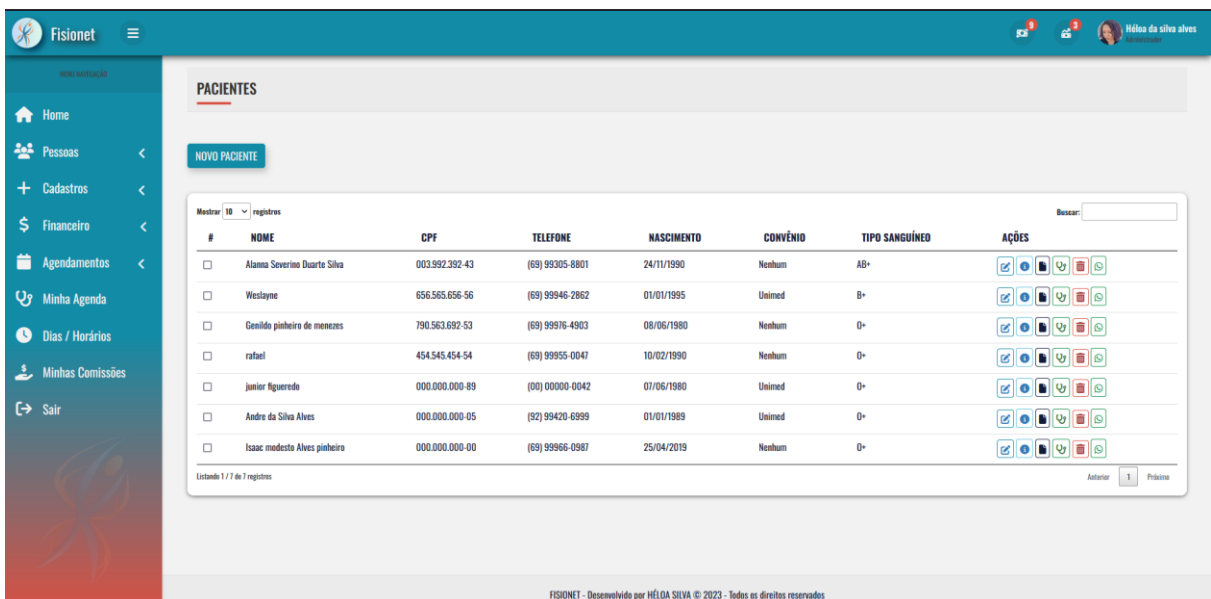 Fisionet
9
3
Héloa da silva alves
Administrador
MENU NAVEGAÇÃO
Home
Pessoas
Cadastros
Financeiro
Agendamentos
Minha Agenda
Dias / Horários
Minhas Comissões
Sair
PACIENTES
NOVO PACIENTE
Mostrar 10 registros
Buscar:
# NOME CPF TELEFONE NASCIMENTO CONVÊNIO TIPO SANGUÍNEO AÇÕES
Alanna Severino Duarte Silva 003.992.392-43 (69) 99305-8801 24/11/1990 Nenhum AB+
Weslayne 656.565.656-56 (69) 99946-2862 01/01/1995 Unimed B+
Genildo pinheiro de menezes 790.563.692-53 (69) 99976-4903 08/06/1980 Nenhum O+
rafael 454.545.454-54 (69) 99955-0047 10/02/1990 Nenhum O+
junior figueredo 000.000.000-89 (00) 00000-0042 07/06/1980 Unimed O+
Andre da Silva Alves 000.000.000-05 (92) 99420-6999 01/01/1989 Unimed O+
Isaac modesto Alves pinheiro 000.000.000-00 (69) 99966-0987 25/04/2019 Nenhum O+
Listando 1 / 7 de 7 registros
Anterior 1 Próximo
FISIONET - Desenvolvido por HÉLOA SILVA © 2023 - Todos os direitos reservados